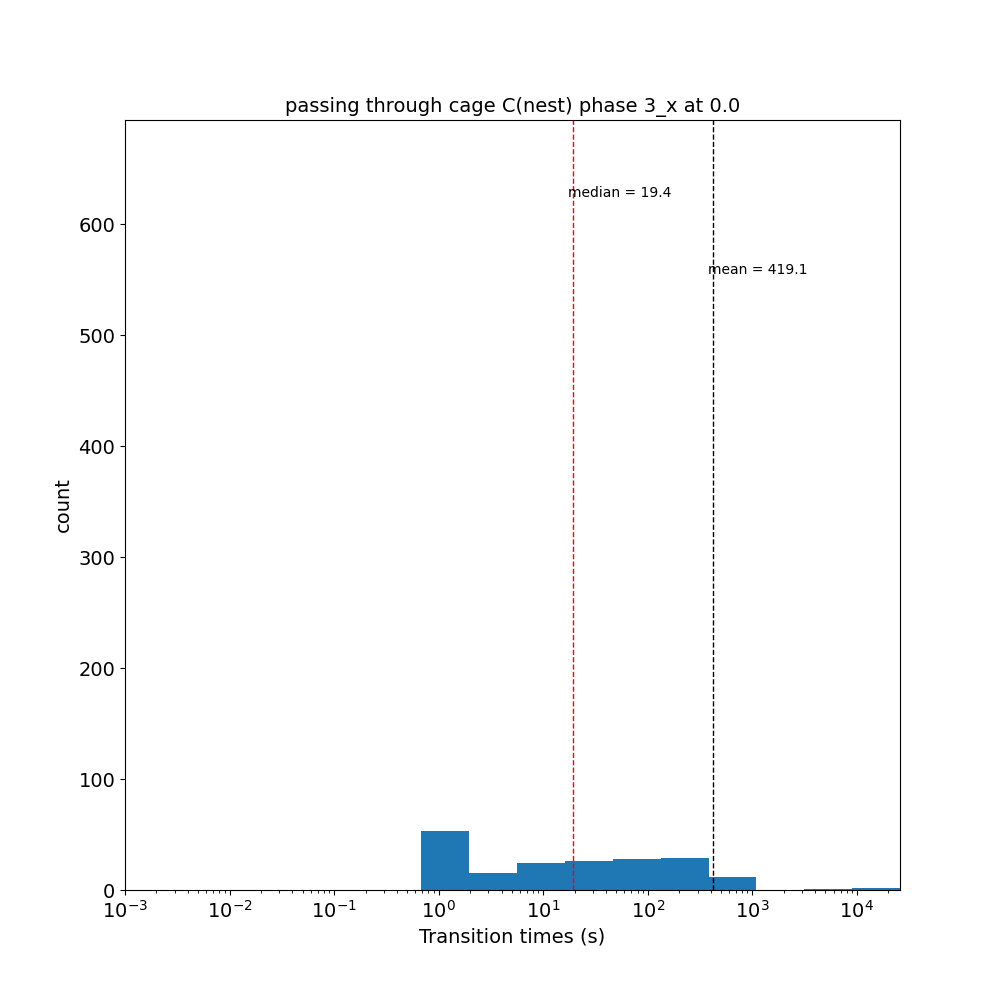 passing through cage C(nest) phase 3_x at 0.0
median = 19.4
mean = 419.1
count
600
500
400
300
200
100
0
10⁻³ 10⁻² 10⁻¹ 10⁰ 10¹ 10² 10³ 10⁴
Transition times (s)